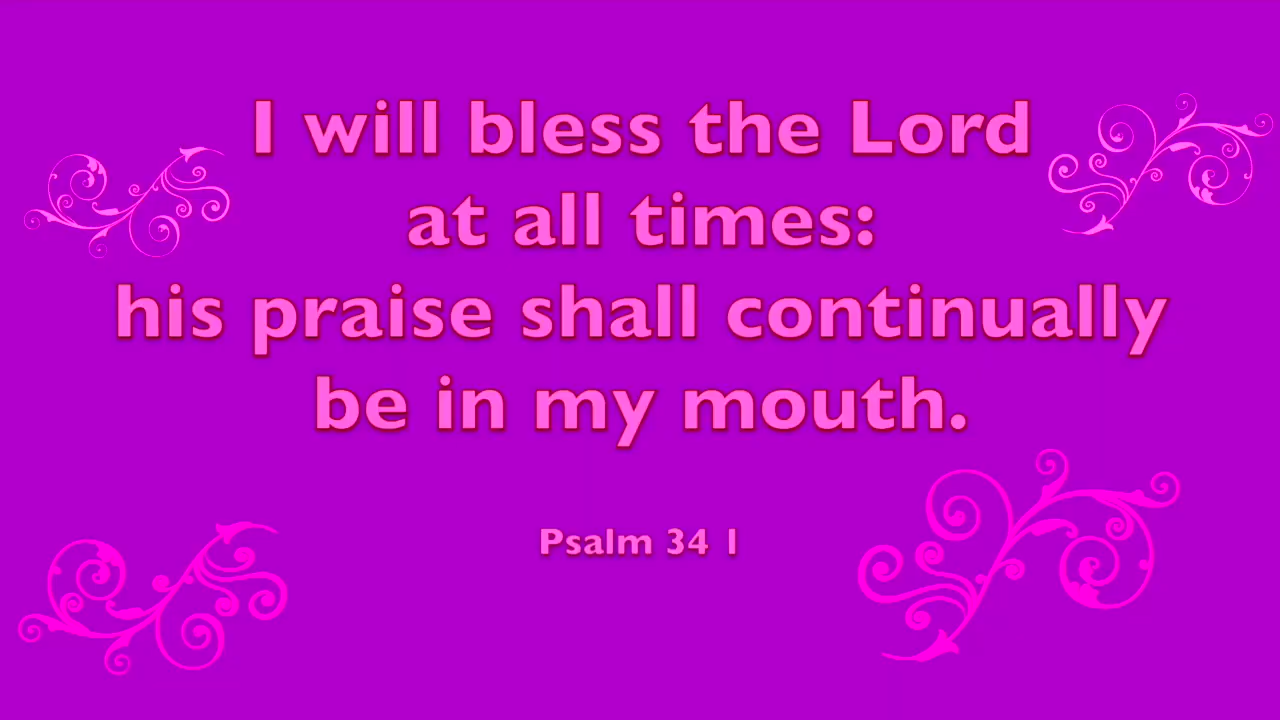 I will bless the Lord
at all times:
his praise shall continually
be in my mouth.
Psalm 34 1